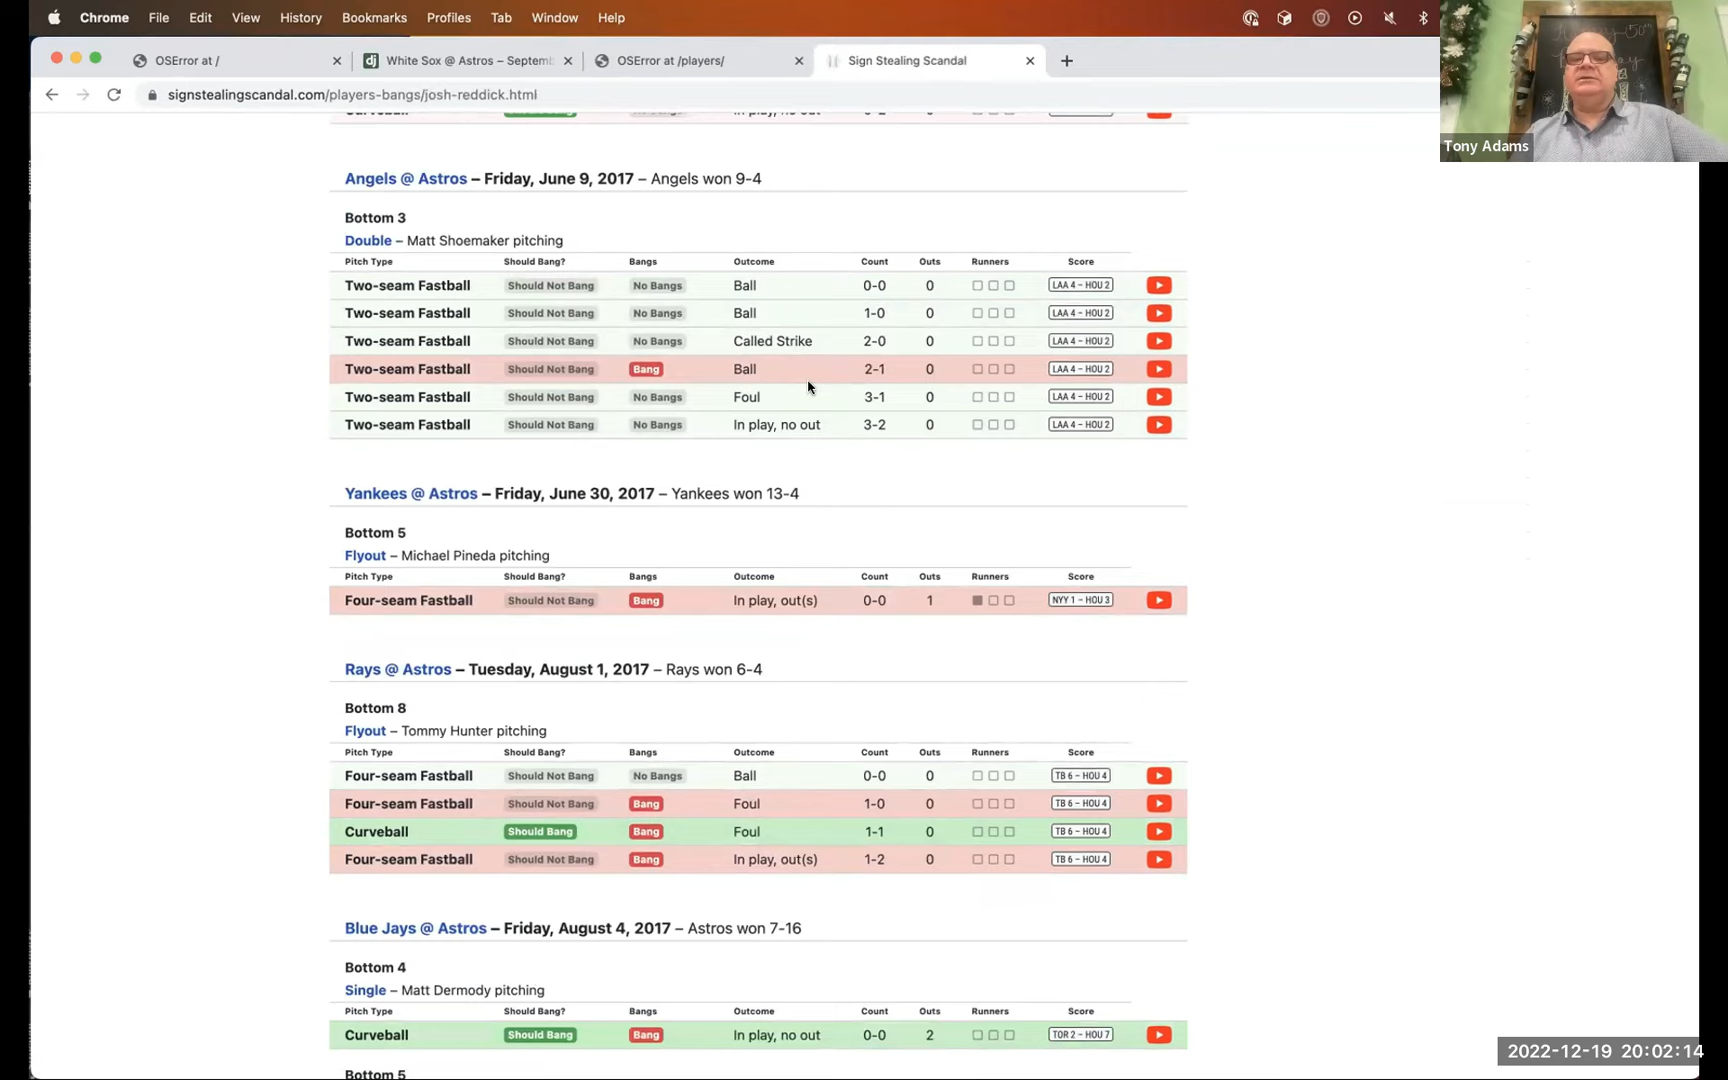 Chrome File Edit View History Bookmarks Profiles Tab Window Help
OSError at / White Sox @ Astros – Septemb OSError at /players/ Sign Stealing Scandal
signstealingscandal.com/players-bangs/josh-reddick.html
Tony Adams
Angels @ Astros – Friday, June 9, 2017 – Angels won 9-4
Bottom 3
Double – Matt Shoemaker pitching
Pitch Type Should Bang? Bangs Outcome Count Outs Runners Score
Two-seam Fastball Should Not Bang No Bangs Ball 0-0 0 LAA 4 – HOU 2
Two-seam Fastball Should Not Bang No Bangs Ball 1-0 0 LAA 4 – HOU 2
Two-seam Fastball Should Not Bang No Bangs Called Strike 2-0 0 LAA 4 – HOU 2
Two-seam Fastball Should Not Bang Bang Ball 2-1 0 LAA 4 – HOU 2
Two-seam Fastball Should Not Bang No Bangs Foul 3-1 0 LAA 4 – HOU 2
Two-seam Fastball Should Not Bang No Bangs In play, no out 3-2 0 LAA 4 – HOU 2
Yankees @ Astros – Friday, June 30, 2017 – Yankees won 13-4
Bottom 5
Flyout – Michael Pineda pitching
Pitch Type Should Bang? Bangs Outcome Count Outs Runners Score
Four-seam Fastball Should Not Bang Bang In play, out(s) 0-0 1 NYY 1 – HOU 3
Rays @ Astros – Tuesday, August 1, 2017 – Rays won 6-4
Bottom 8
Flyout – Tommy Hunter pitching
Pitch Type Should Bang? Bangs Outcome Count Outs Runners Score
Four-seam Fastball Should Not Bang No Bangs Ball 0-0 0 TB 6 – HOU 4
Four-seam Fastball Should Not Bang Bang Foul 1-0 0 TB 6 – HOU 4
Curveball Should Bang Bang Foul 1-1 0 TB 6 – HOU 4
Four-seam Fastball Should Not Bang Bang In play, out(s) 1-2 0 TB 6 – HOU 4
Blue Jays @ Astros – Friday, August 4, 2017 – Astros won 7-16
Bottom 4
Single – Matt Dermody pitching
Pitch Type Should Bang? Bangs Outcome Count Outs Runners Score
Curveball Should Bang Bang In play, no out 0-0 2 TOR 2 – HOU 7
Bottom 5
2022-12-19 20:02:14